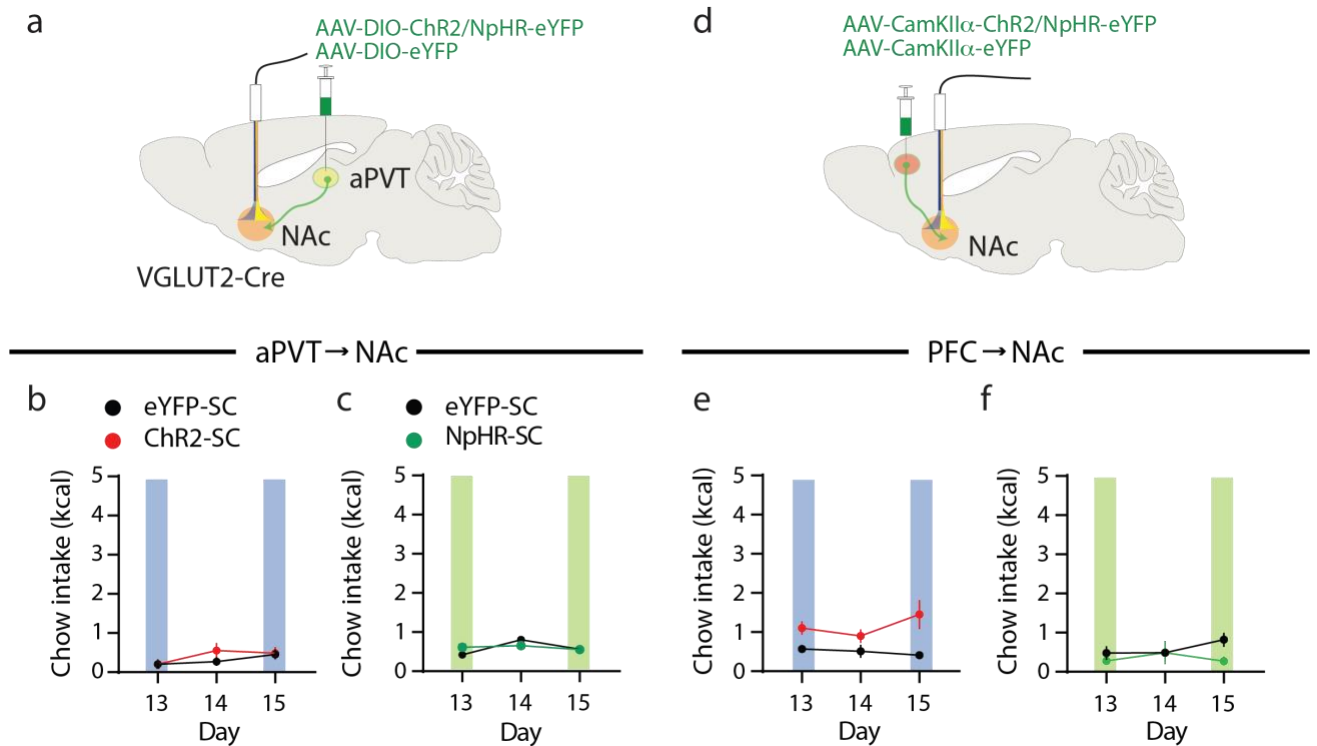 a
AAV-DIO-ChR2/NpHR-eYFP
AAV-DIO-eYFP
aPVT
NAc
VGLUT2-Cre
d
AAV-CamKIIα-ChR2/NpHR-eYFP
AAV-CamKIIα-eYFP
NAc
aPVT→NAc
PFC→NAc
b
eYFP-SC
ChR2-SC
Chow intake (kcal)
5
4
3
2
1
0
13 14 15
Day
c
eYFP-SC
NpHR-SC
Chow intake (kcal)
5
4
3
2
1
0
13 14 15
Day
e
Chow intake (kcal)
5
4
3
2
1
0
13 14 15
Day
f
Chow intake (kcal)
5
4
3
2
1
0
13 14 15
Day